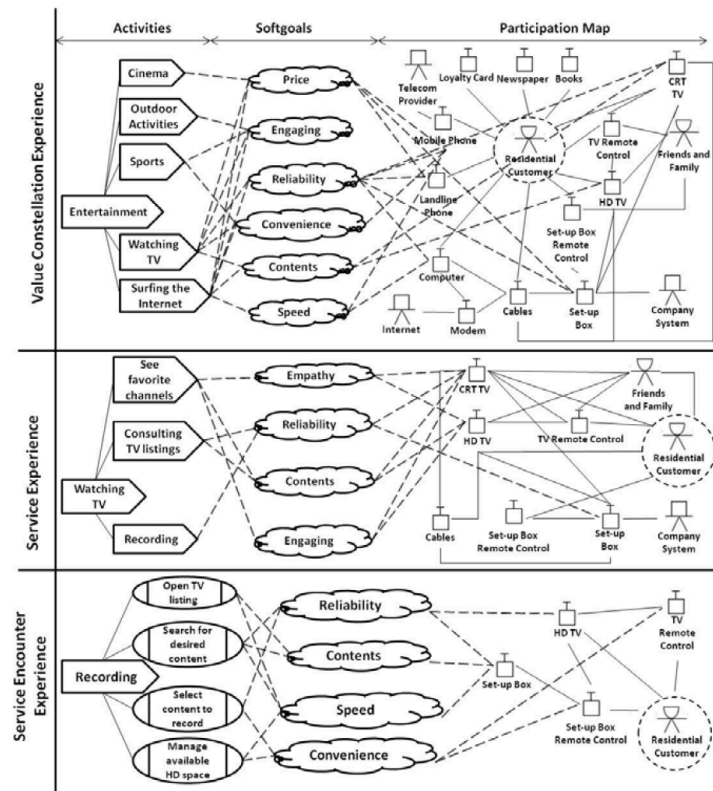 Activities
Softgoals
Participation Map
Value Constellation Experience
Entertainment
Cinema
Outdoor
Activities
Sports
Watching
TV
Surfing the
Internet
Price
Engaging
Reliability
Convenience
Contents
Speed
Telecom
Provider
Loyalty Card
Newspaper
Books
CRT
TV
Mobile Phone
Residential
Customer
TV Remote
Control
Friends and
Family
Landline
Phone
HD TV
Set-up Box
Remote
Control
Computer
Internet
Modem
Cables
Set-up
Box
Company
System
Service Experience
Watching
TV
See
favorite
channels
Consulting
TV listings
Recording
Empathy
Reliability
Contents
Engaging
CRT TV
Friends
and Family
HD TV
TV Remote Control
Residential
Customer
Cables
Set-up Box
Remote Control
Set-up
Box
Company
System
Service Encounter
Experience
Recording
Open TV
listing
Search for
desired
content
Select
content to
record
Manage
available
HD space
Reliability
Contents
Speed
Convenience
HD TV
TV
Remote
Control
Set-up Box
Set-up Box
Remote Control
Residential
Customer